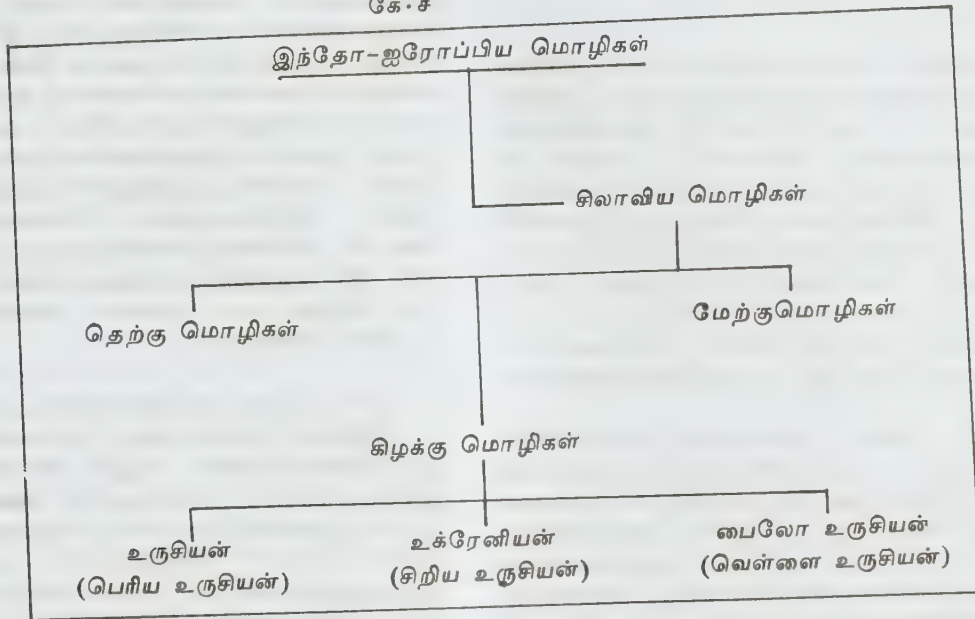 கே.ச
இந்தோ-ஐரோப்பிய மொழிகள்
சிலாவிய மொழிகள்
தெற்கு மொழிகள்
மேற்குமொழிகள்
கிழக்கு மொழிகள்
உருசியன்
(பெரிய உருசியன்)
உக்ரேனியன்
(சிறிய உருசியன்)
பைலோ உருசியன்
(வெள்ளை உருசியன்)